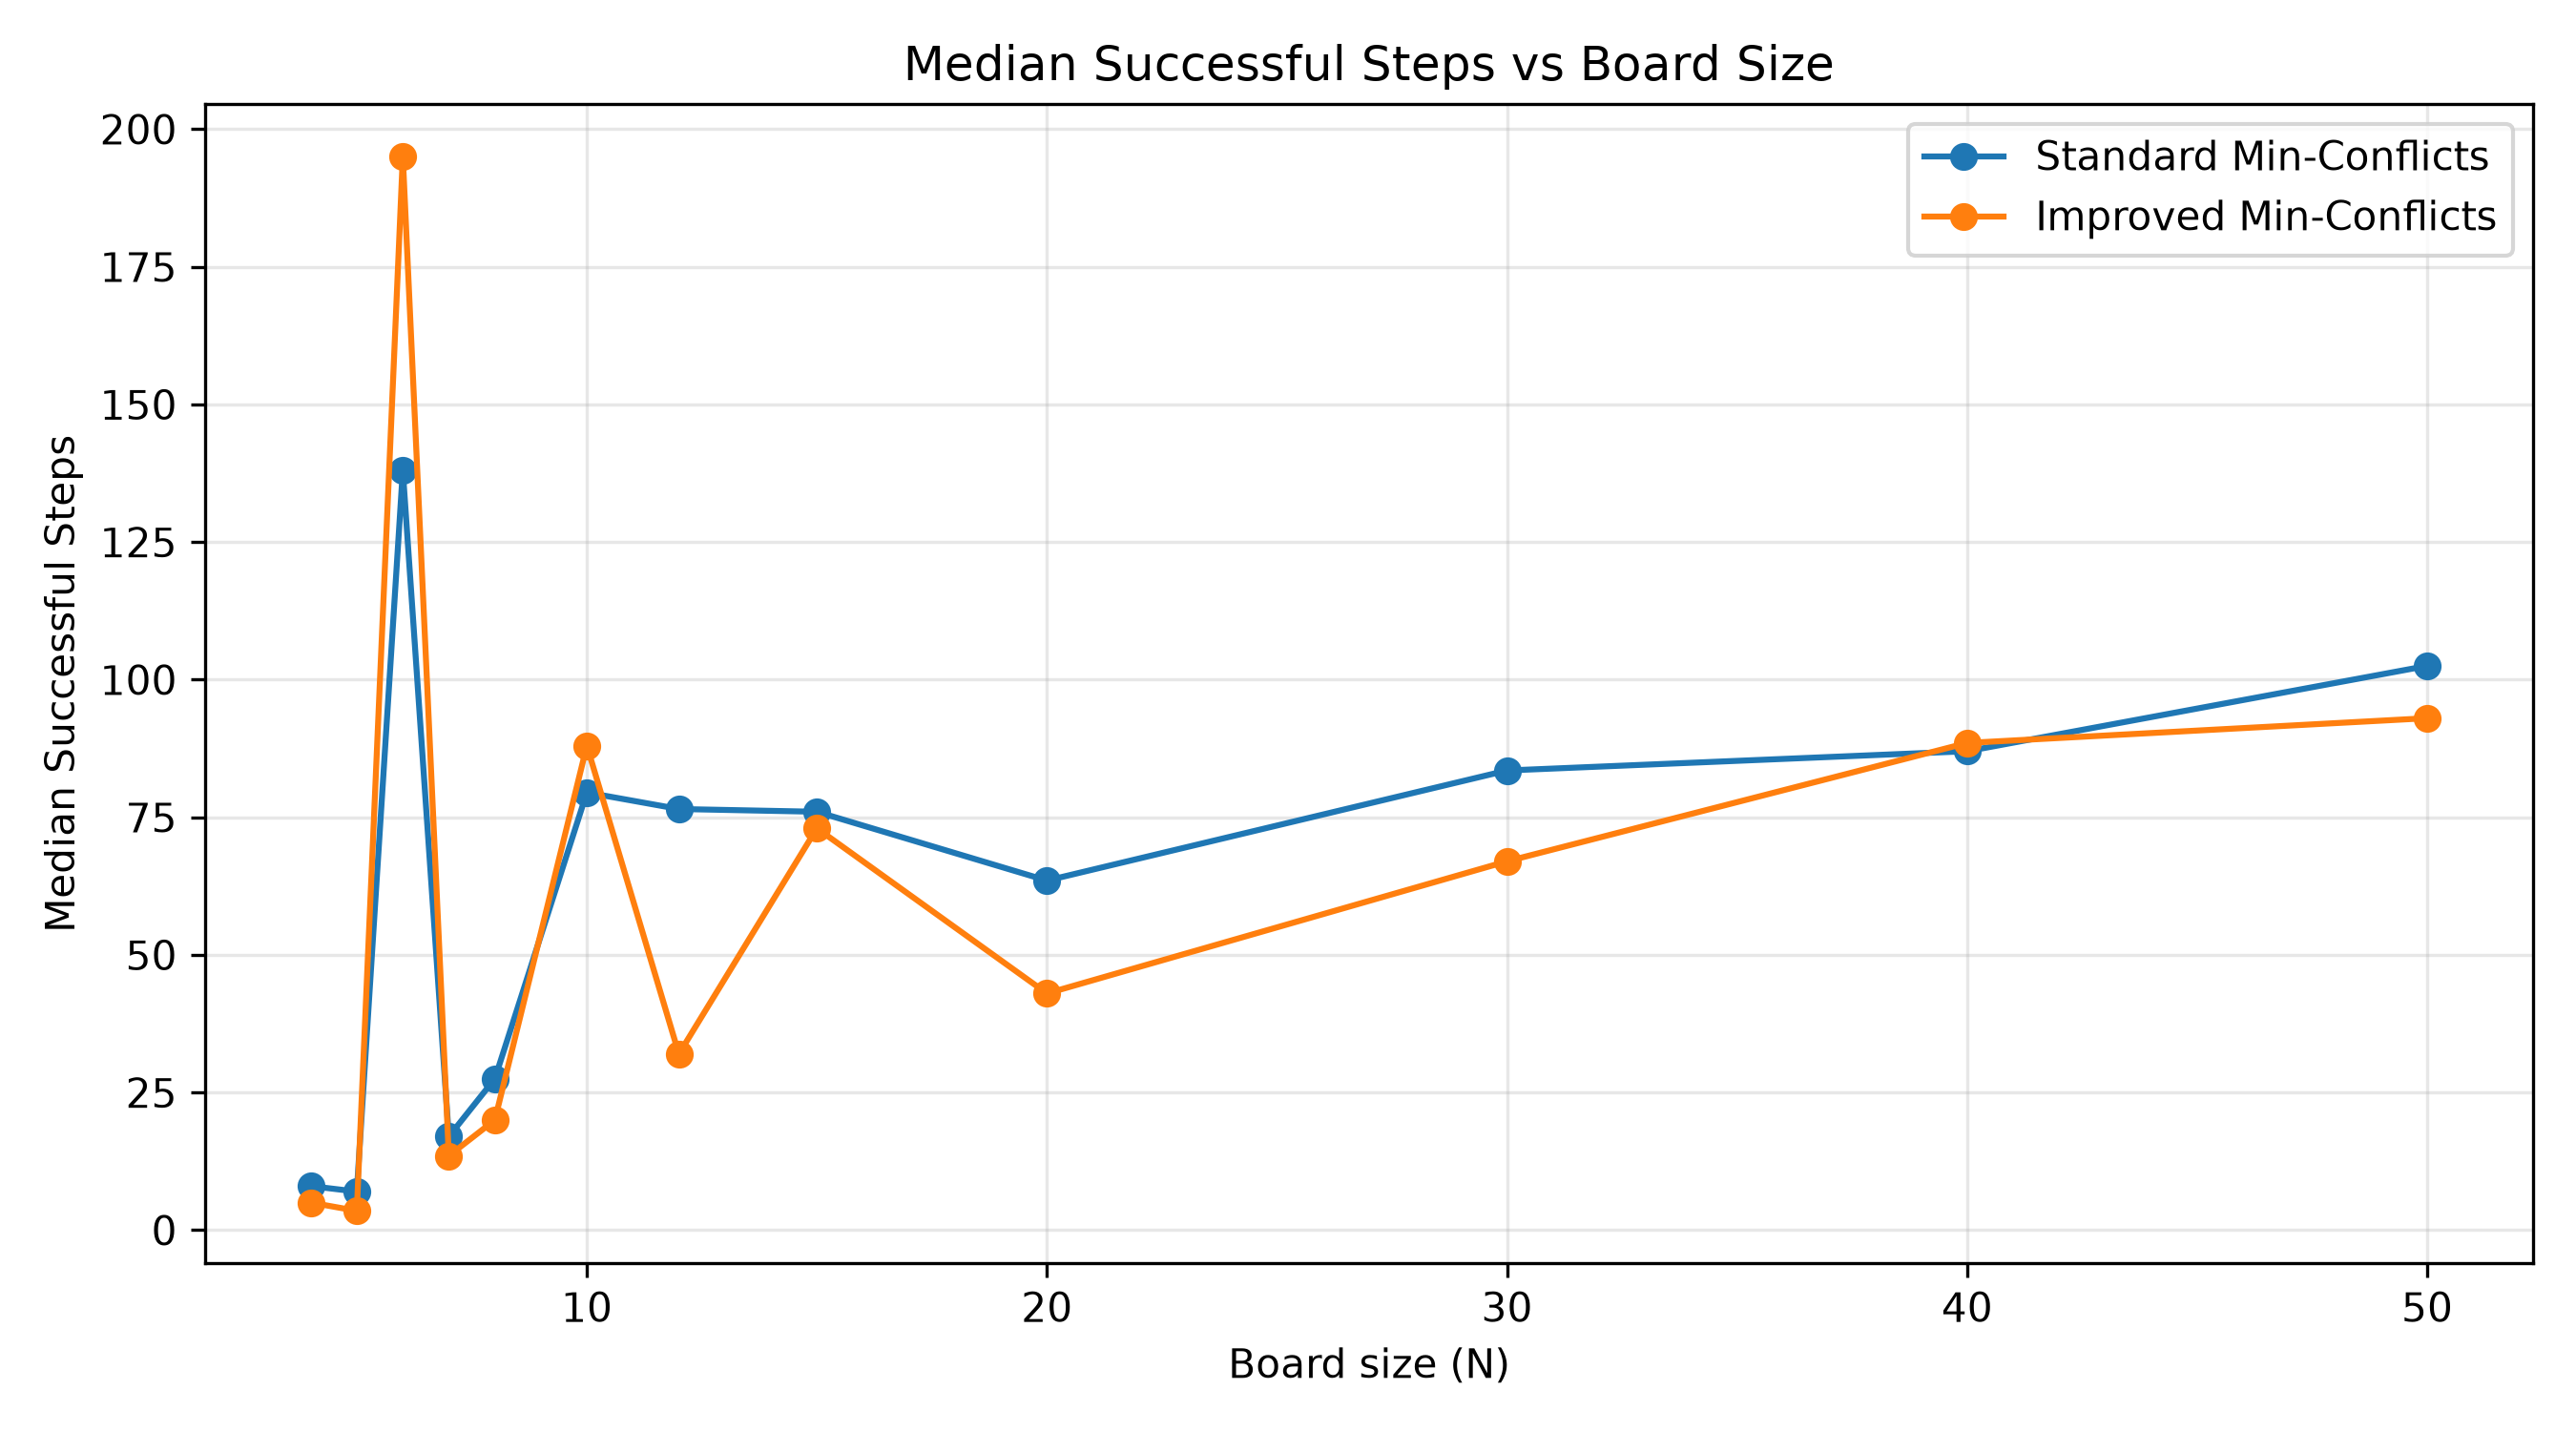 Median Successful Steps vs Board Size
Standard Min-Conflicts
Improved Min-Conflicts
Median Successful Steps
200
175
150
125
100
75
50
25
0
10 20 30 40 50
Board size (N)